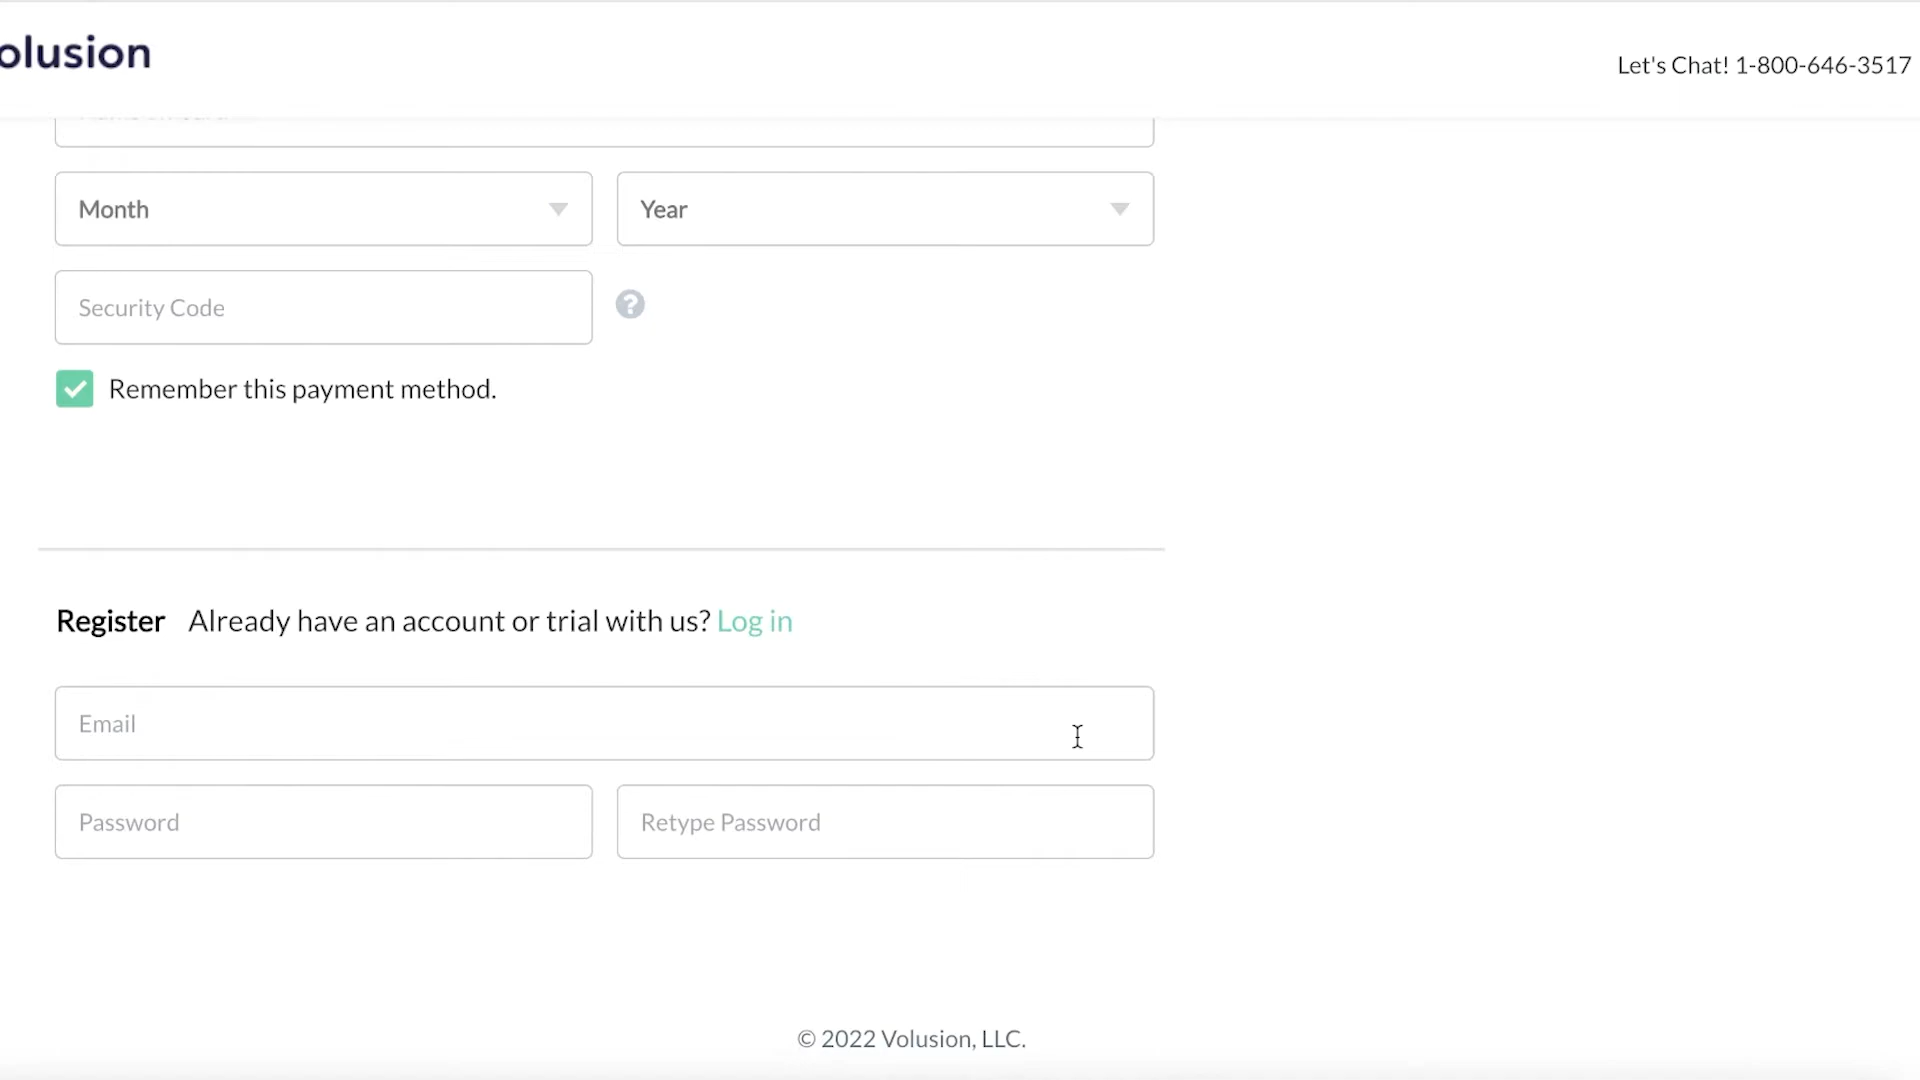 olusion
Let's Chat! 1-800-646-3517
Month
Year
Security Code
?
Remember this payment method.
Register Already have an account or trial with us? Log in
Email
Password
Retype Password
© 2022 Volusion, LLC.